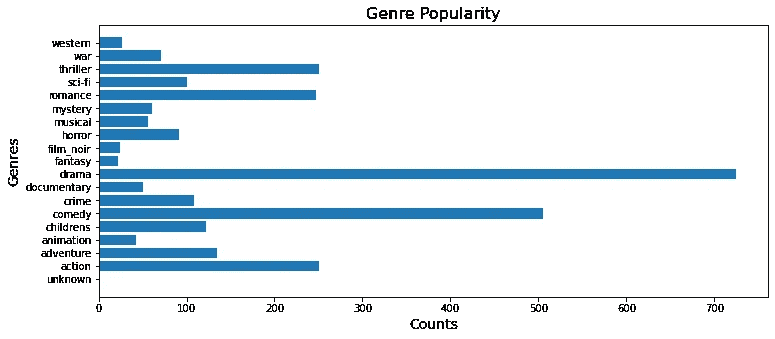 Genre Popularity
Genres
western
war
thriller
sci-fi
romance
mystery
musical
horror
film_noir
fantasy
drama
documentary
crime
comedy
childrens
animation
adventure
action
unknown
0 100 200 300 400 500 600 700
Counts